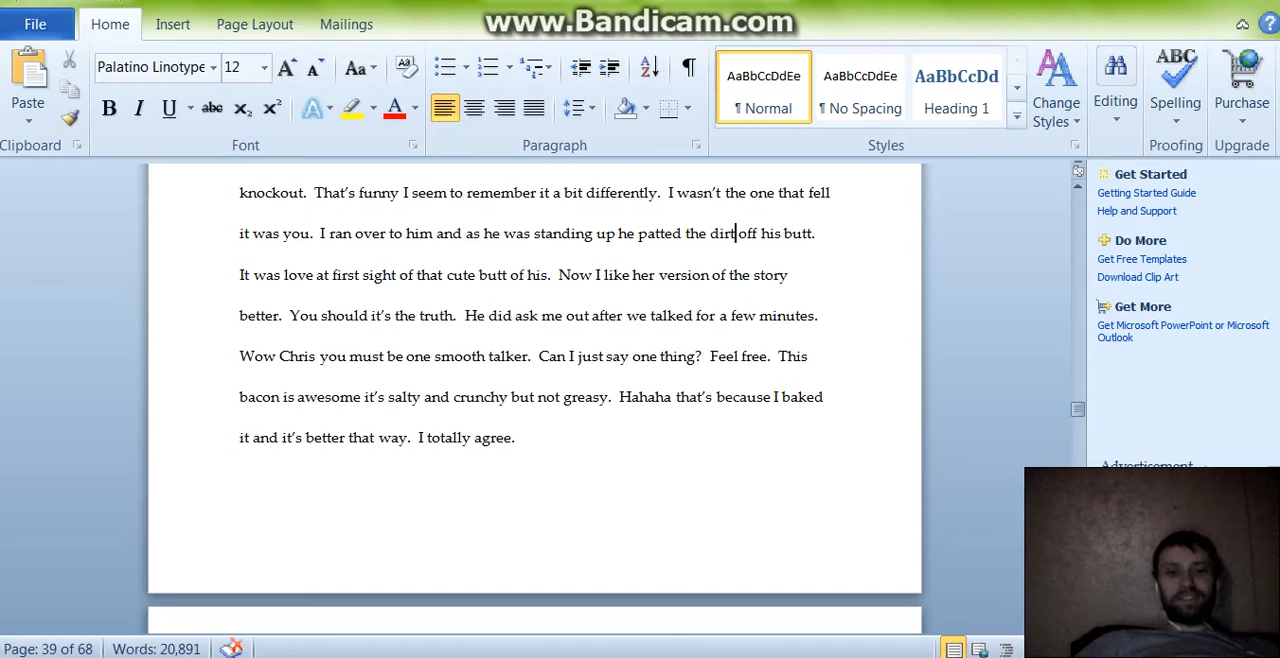 www.Bandicam.com
File Home Insert Page Layout Mailings
Palatino Linotype 12 Aa
AaBbCcDdEe AaBbCcDdEe AaBbCcDd
Paste B I U abc X₂ X² A A ¶ Normal ¶ No Spacing Heading 1 Change Styles Editing ABC Spelling Purchase
Clipboard Font Paragraph Styles Proofing Upgrade
knockout. That's funny I seem to remember it a bit differently. I wasn't the one that fell
it was you. I ran over to him and as he was standing up he patted the dirt off his butt.
It was love at first sight of that cute butt of his. Now I like her version of the story
better. You should it's the truth. He did ask me out after we talked for a few minutes.
Wow Chris you must be one smooth talker. Can I just say one thing? Feel free. This
bacon is awesome it's salty and crunchy but not greasy. Hahaha that's because I baked
it and it's better that way. I totally agree.
Get Started
Getting Started Guide
Help and Support
Do More
Get Free Templates
Download Clip Art
Get More
Get Microsoft PowerPoint or Microsoft
Outlook
Advertisement
Page: 39 of 68 Words: 20,891